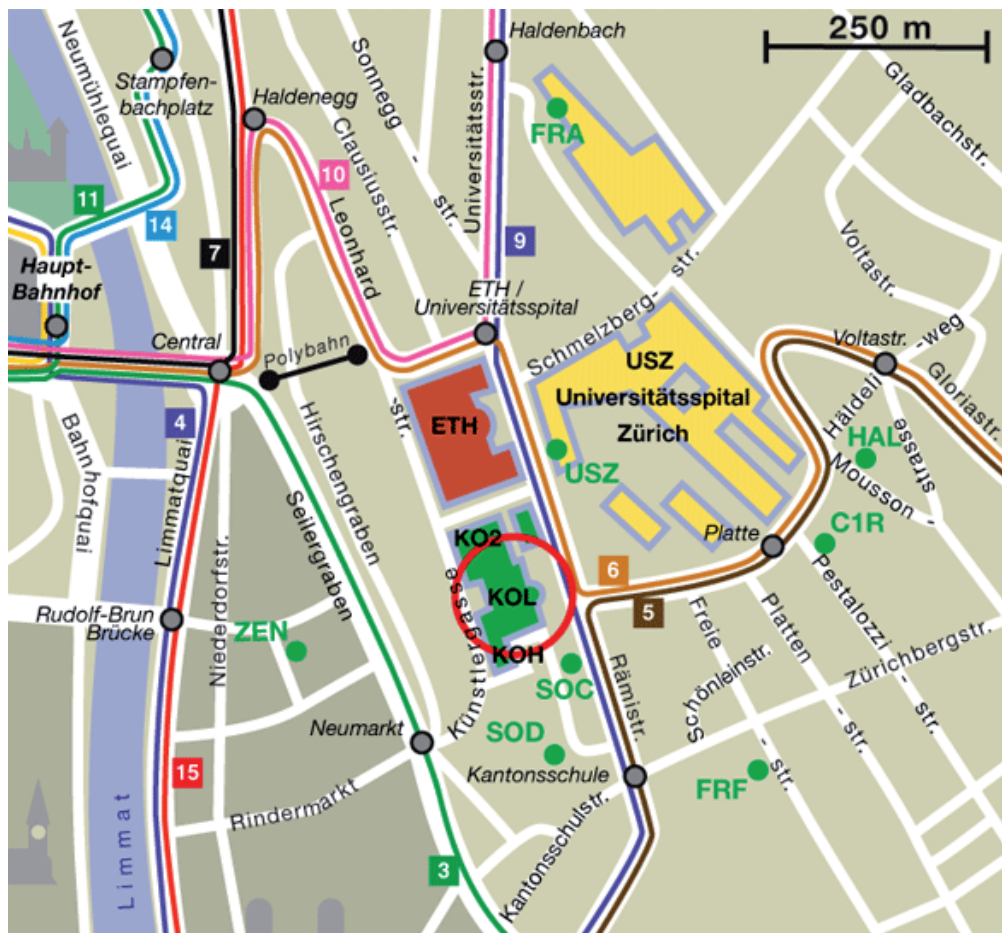 250 m
Haldenbach
Neumühlequai
Stampfen-
bachplatz
Haldenegg
Sonnegg
-
str.
Clausiusstr.
Universitätsstr.
FRA
Gladbachstr.
11
14
10
7
9
Leonhard
-str.
Voltastr.
Haupt-
Bahnhof
ETH /
Universitätsspital
Schmelzberg-
str.
Central
Polybahn
USZ
Universitätsspital
Zürich
Voltastr.
Häldeli
-weg
Gloriastr.
4
ETH
USZ
HAL
Mousson-
strasse
Bahnhofquai
Limmatquai
Hirschengraben
Seilergraben
C1R
Platte
KO2
KOL
KOH
6
5
Niederdorfstr.
Künstlergasse
Rudolf-Brun
Brücke
ZEN
Freie
-
str.
Platten
-
str.
Pestalozzi
-
str.
Zürichbergstr.
Schönleinstr.
SOC
Rämistr.
Neumarkt
SOD
Kantonsschule
FRF
15
Rindermarkt
Kantonsschulstr.
3
Limmat